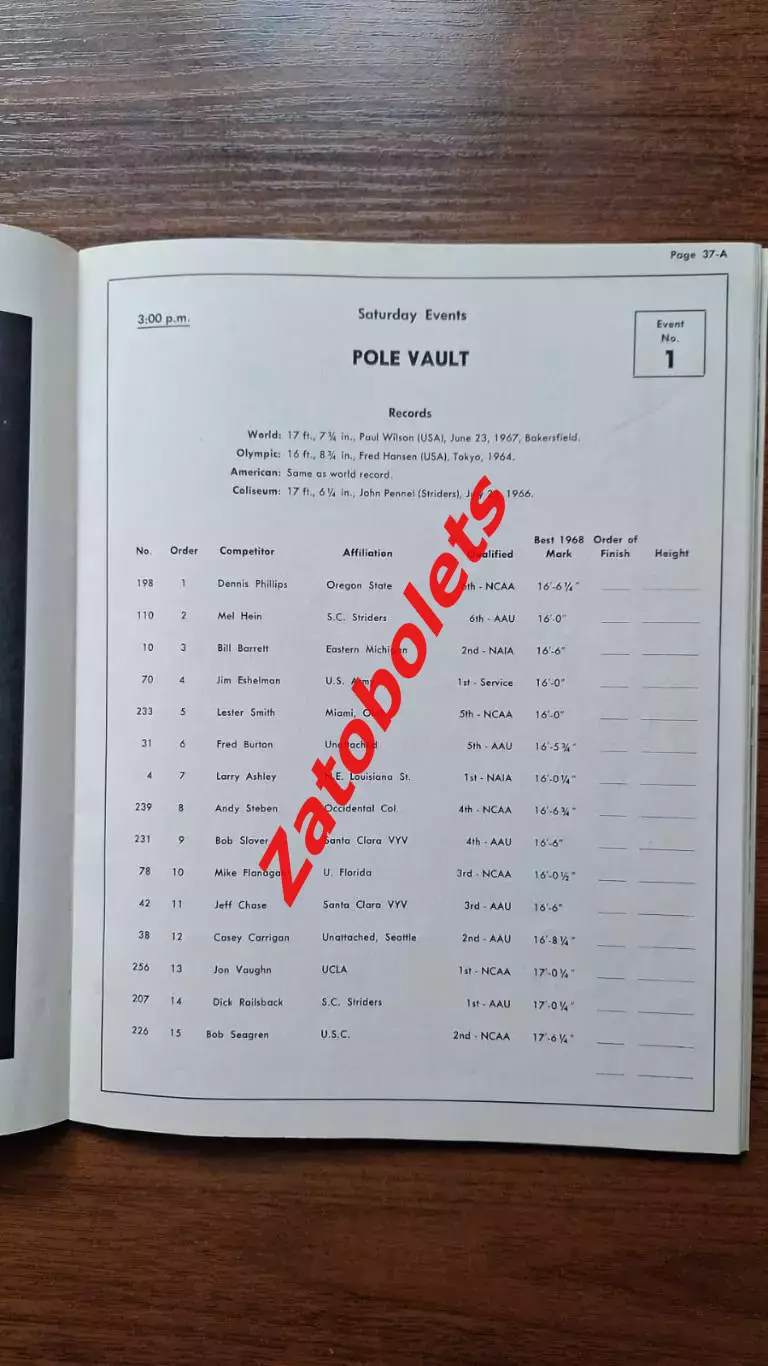 Page 37-A
3:00 p.m.
Saturday Events
Event
No.
1
POLE VAULT
Records
World: 17 ft., 7 ¾ in., Paul Wilson (USA), June 23, 1967, Bakersfield.
Olympic: 16 ft., 8 ¾ in., Fred Hansen (USA), Tokyo, 1964.
American: Same as world record.
Coliseum: 17 ft., 6 ¼ in., John Pennel (Striders), 1966.
No. Order Competitor Affiliation Qualified Best 1968 Mark Order of Finish Height
198 1 Dennis Phillips Oregon State - NCAA 16'-6 ¼"
110 2 Mel Hein S.C. Striders 6th - AAU 16'-0"
10 3 Bill Barrett Eastern Michigan 2nd - NAIA 16'-6"
70 4 Jim Eshelman U.S. Army 1st - Service 16'-0"
233 5 Lester Smith Miami, 5th - NCAA 16'-0"
31 6 Fred Burton Unattached 5th - AAU 16'-5 ¾"
4 7 Larry Ashley N.E. Louisiana St. 1st - NAIA 16'-0 ¼"
239 8 Andy Steben Occidental Col. 4th - NCAA 16'-6 ¾"
231 9 Bob Slover Santa Clara VYV 4th - AAU 16'-6"
78 10 Mike Flanagan U. Florida 3rd - NCAA 16'-0 ½"
42 11 Jeff Chase Santa Clara VYV 3rd - AAU 16'-6"
38 12 Casey Carrigan Unattached, Seattle 2nd - AAU 16'-8 ¼"
256 13 Jon Vaughn UCLA 1st - NCAA 17'-0 ¼"
207 14 Dick Railsback S.C. Striders 1st - AAU 17'-0 ¼"
226 15 Bob Seagren U.S.C. 2nd - NCAA 17'-6 ¼"
Zatobolets